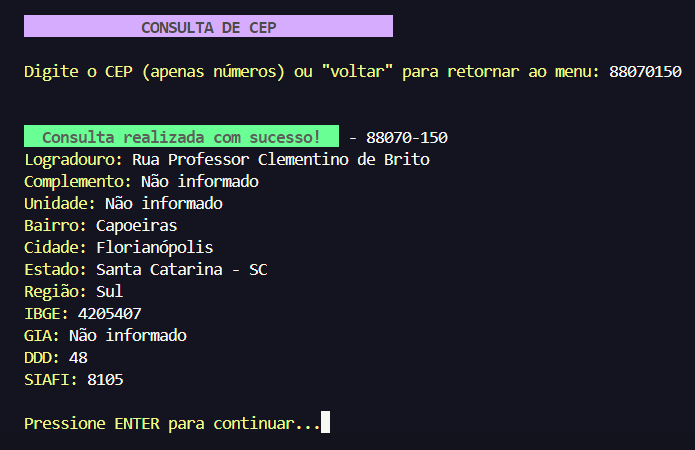 CONSULTA DE CEP
Digite o CEP (apenas números) ou "voltar" para retornar ao menu: 88070150
Consulta realizada com sucesso! - 88070-150
Logradouro: Rua Professor Clementino de Brito
Complemento: Não informado
Unidade: Não informado
Bairro: Capoeiras
Cidade: Florianópolis
Estado: Santa Catarina - SC
Região: Sul
IBGE: 4205407
GIA: Não informado
DDD: 48
SIAFI: 8105
Pressione ENTER para continuar...